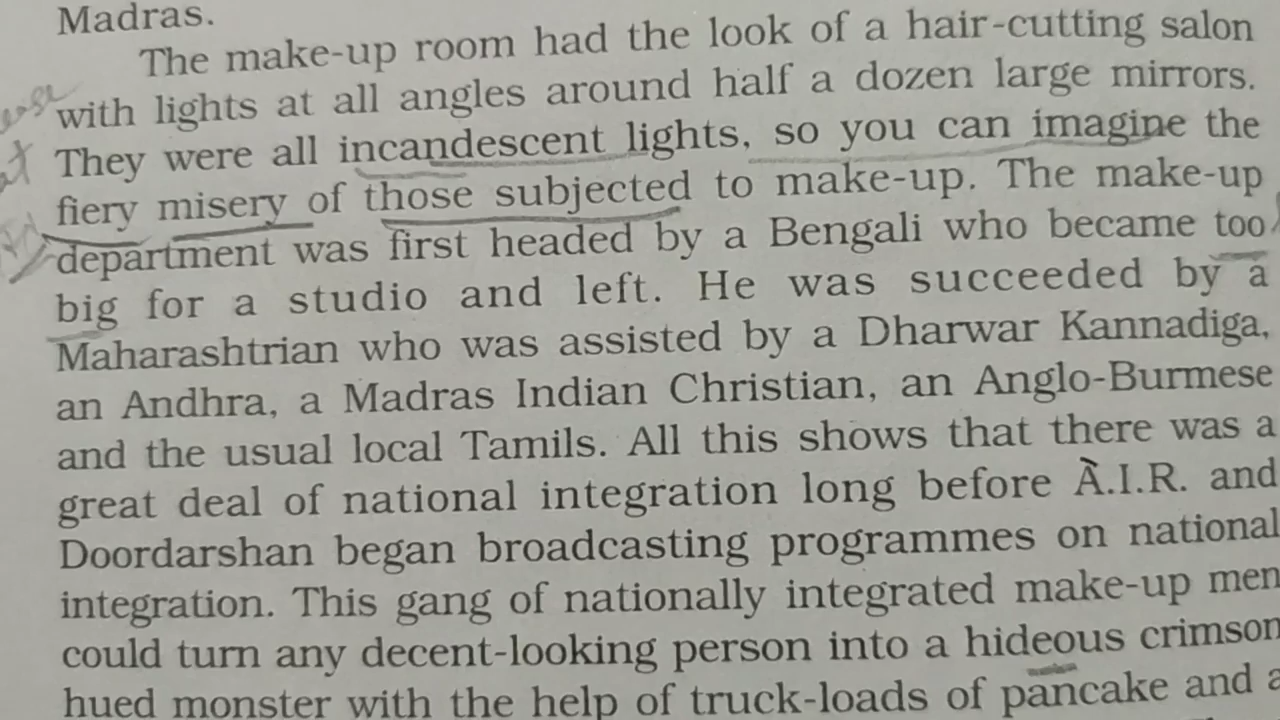 Madras.
The make-up room had the look of a hair-cutting salon
with lights at all angles around half a dozen large mirrors.
They were all incandescent lights, so you can imagine the
fiery misery of those subjected to make-up. The make-up
department was first headed by a Bengali who became too
big for a studio and left. He was succeeded by a
Maharashtrian who was assisted by a Dharwar Kannadiga,
an Andhra, a Madras Indian Christian, an Anglo-Burmese
and the usual local Tamils. All this shows that there was a
great deal of national integration long before A.I.R. and
Doordarshan began broadcasting programmes on national
integration. This gang of nationally integrated make-up men
could turn any decent-looking person into a hideous crimson
hued monster with the help of truck-loads of pancake and a